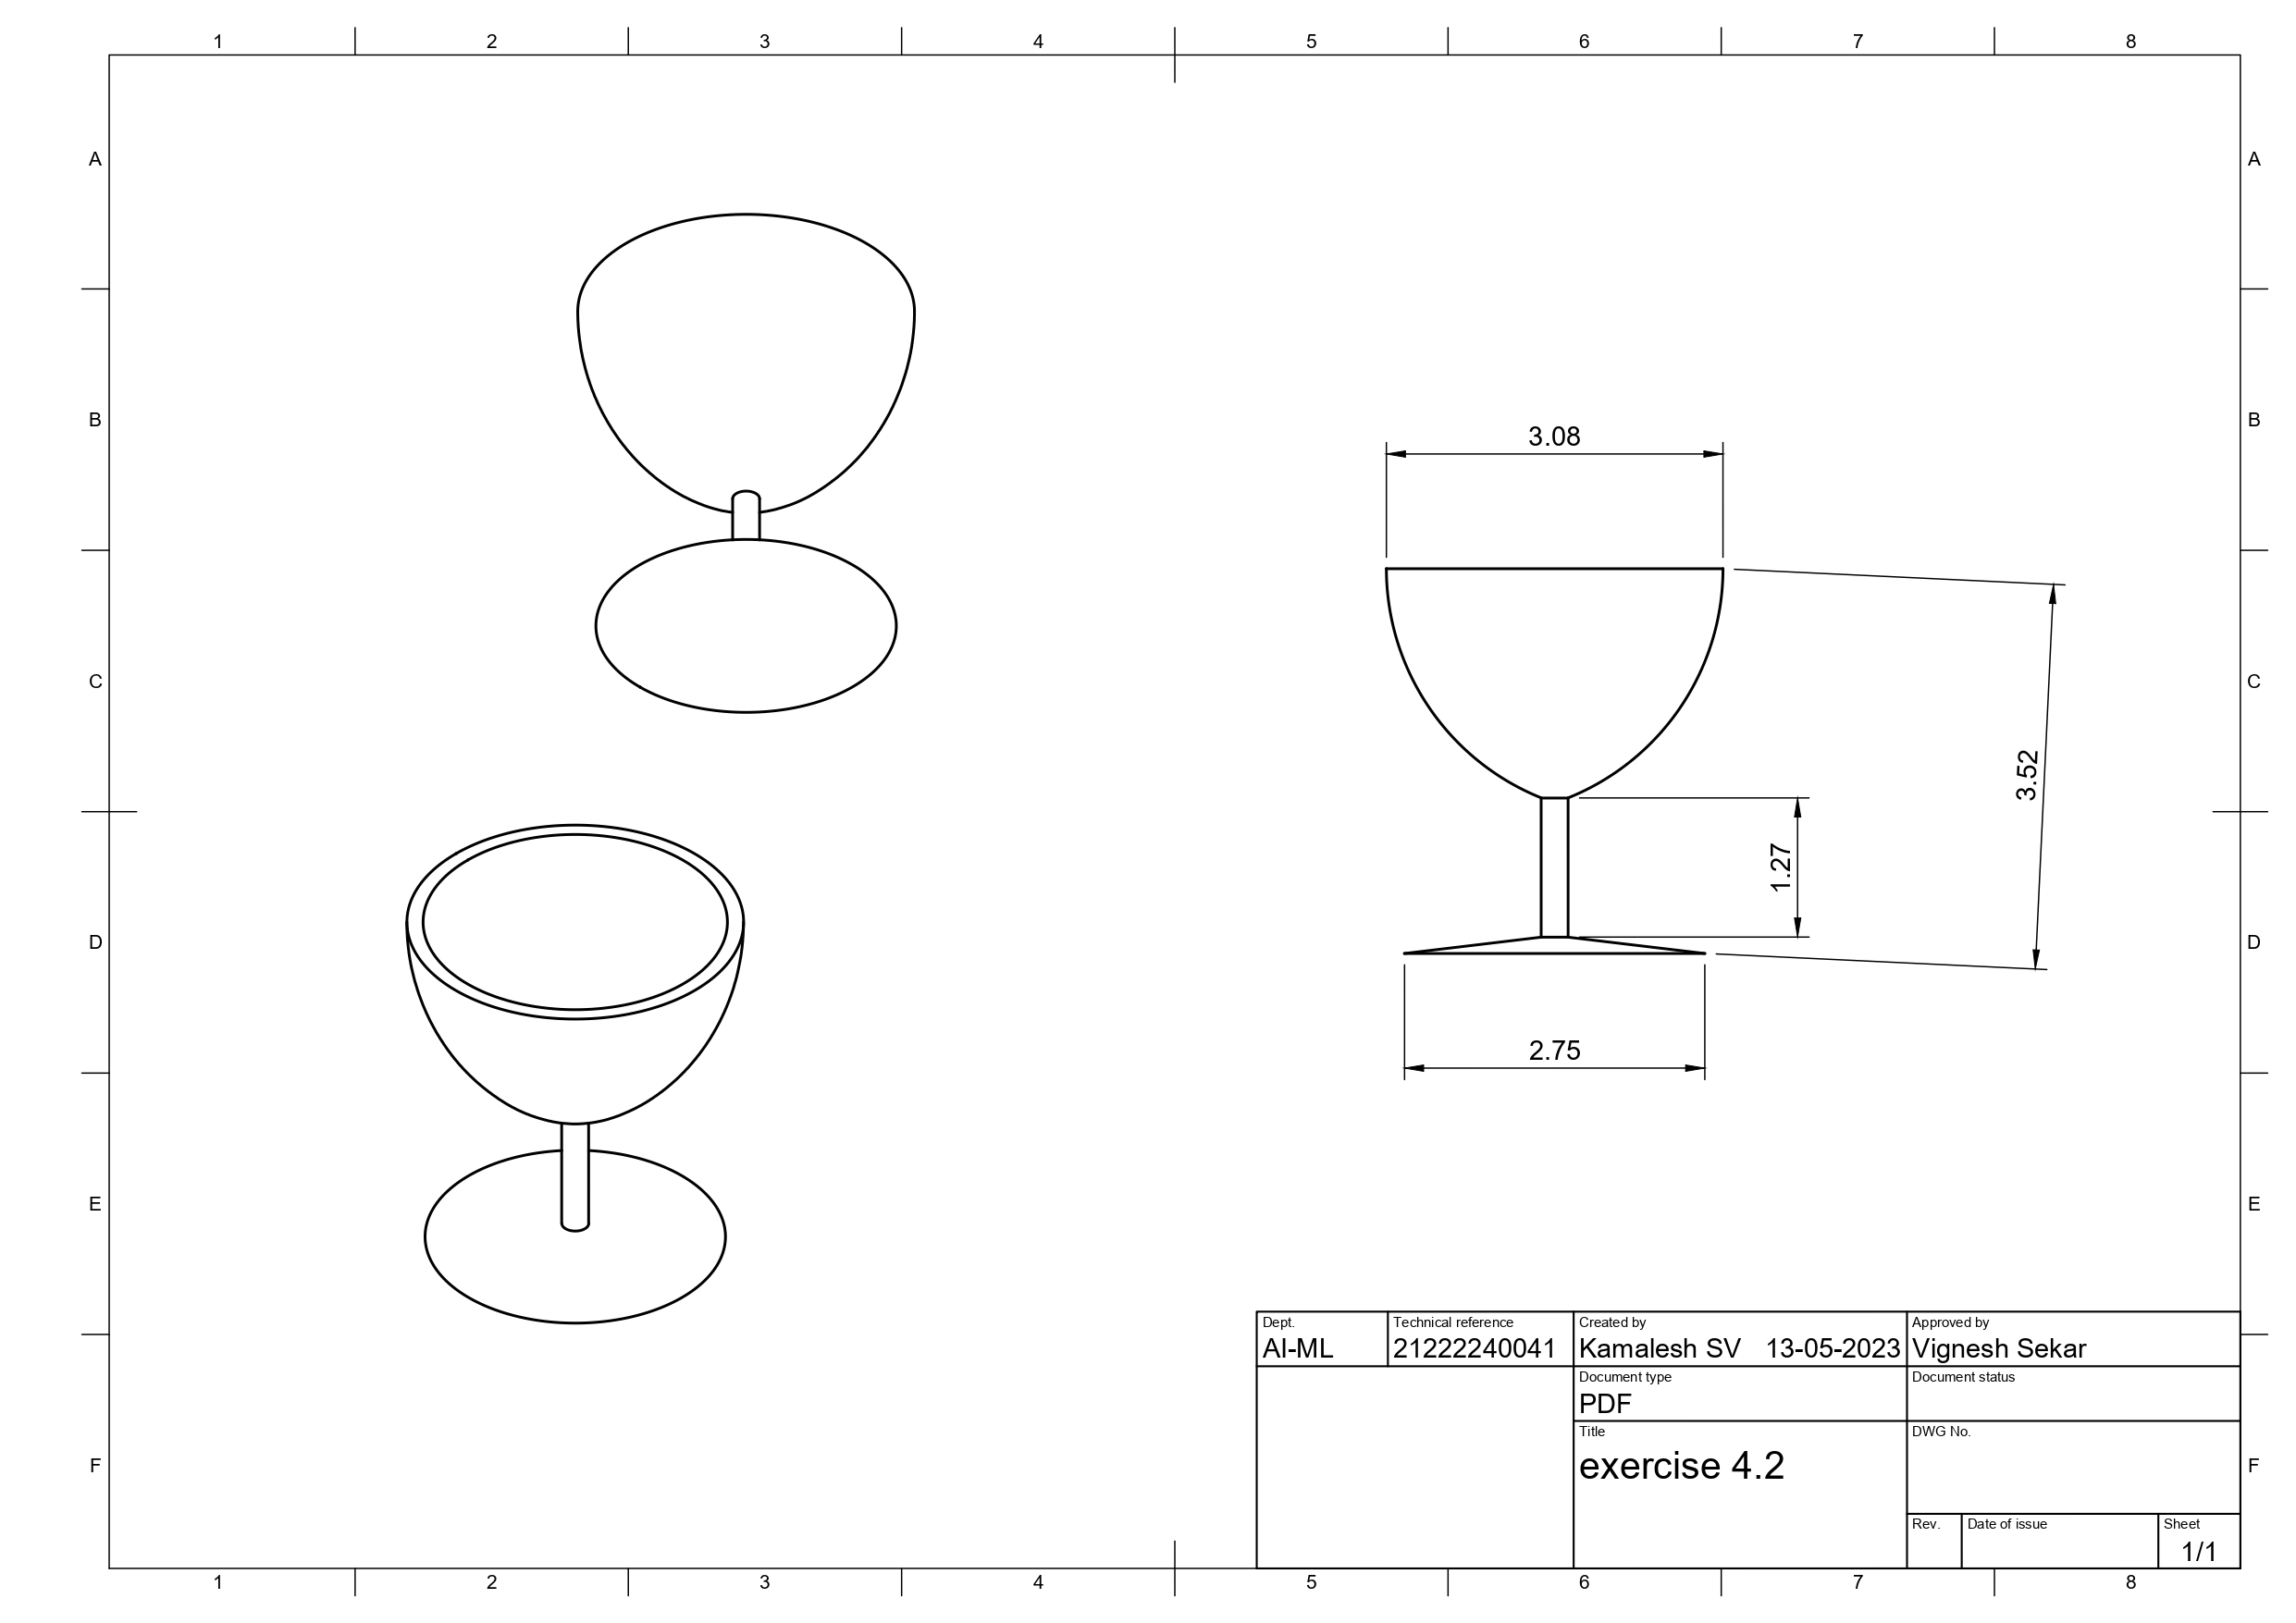 1 2 3 4 5 6 7 8
A A
B B
3.08
C C
3.52
1.27
D D
2.75
E E
Dept. Technical reference Created by Approved by
AI-ML 21222240041 Kamalesh SV 13-05-2023 Vignesh Sekar
Document type Document status
PDF
Title DWG No.
exercise 4.2
F F
Rev. Date of issue Sheet
1/1
1 2 3 4 5 6 7 8